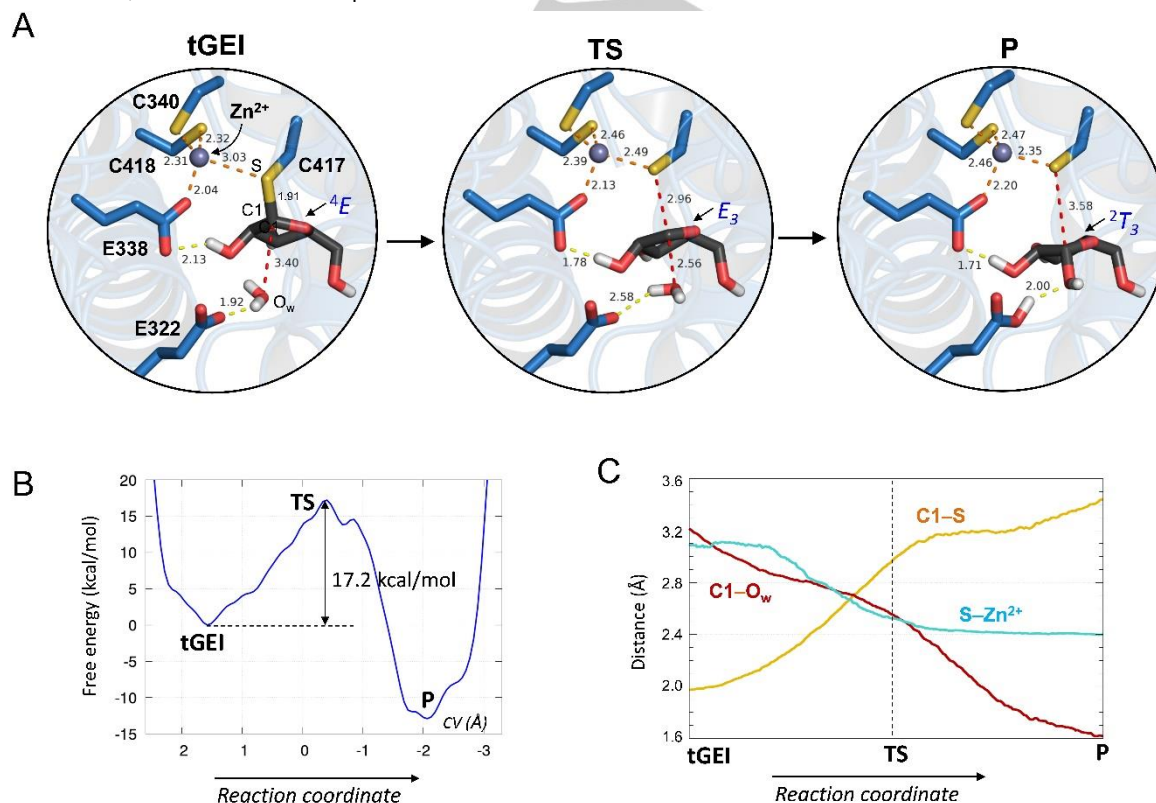 A
tGEI
TS
P
C340
Zn2+
2.32
2.31
3.03
S
C417
C418
2.04
1.91
4E
C1
E338
2.13
3.40
1.92
Ow
E322
2.46
2.39
2.49
2.13
2.96
E3
1.78
2.56
2.58
2.47
2.46
2.35
2.20
3.58
2T3
1.71
2.00
B
Free energy (kcal/mol)
20
15
10
5
0
-5
-10
-15
TS
17.2 kcal/mol
tGEI
P
CV (Å)
2 1 0 -1 -2 -3
Reaction coordinate
C
Distance (Å)
3.6
3.2
2.8
2.4
2.0
1.6
C1–S
C1–Ow
S–Zn2+
tGEI TS P
Reaction coordinate